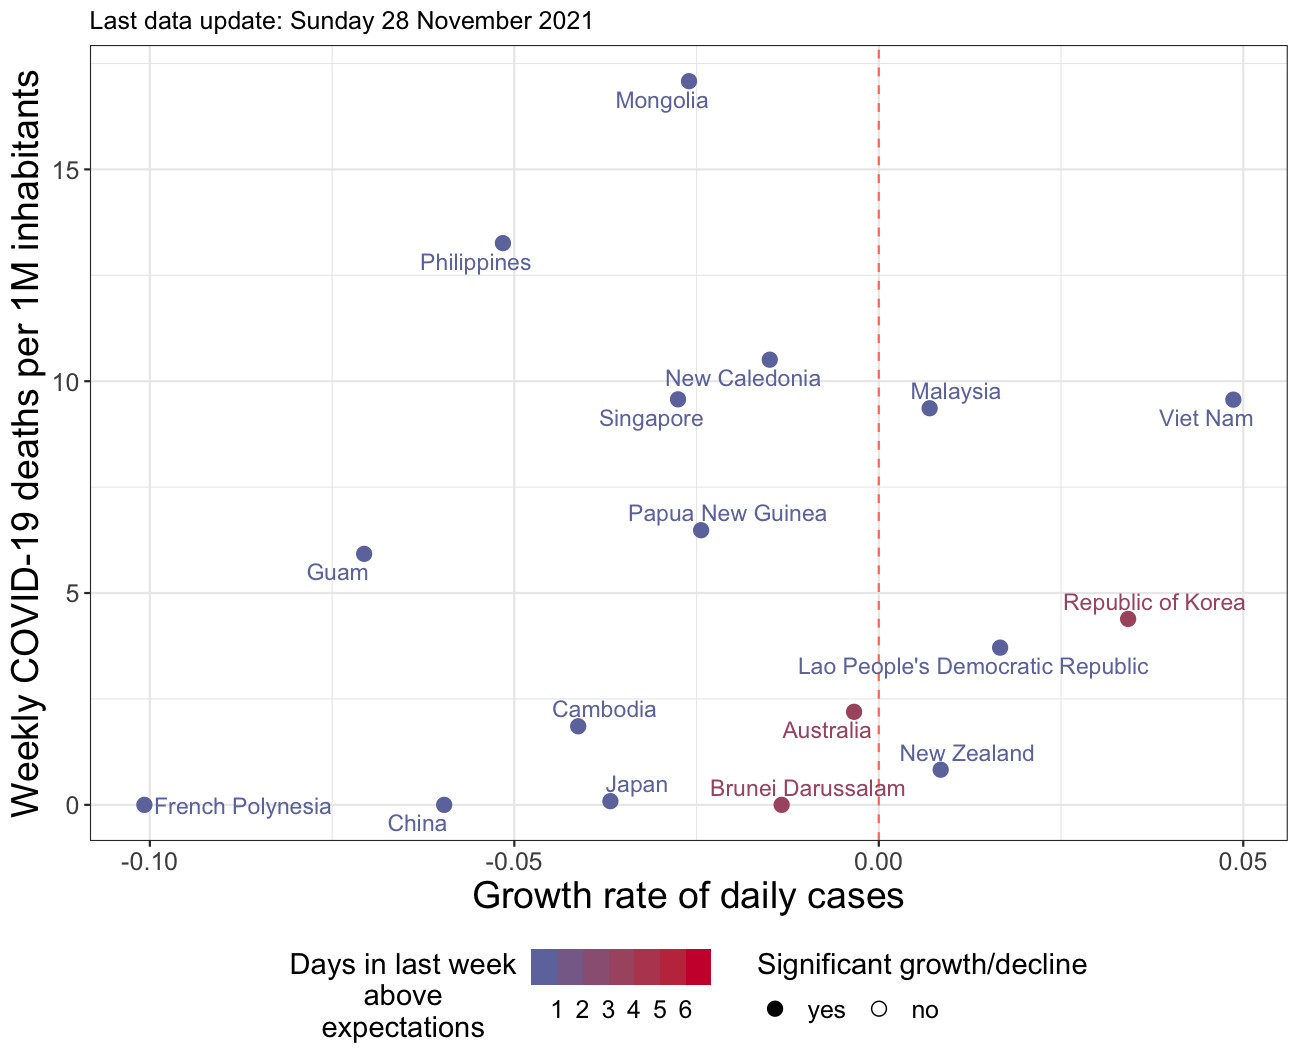 Last data update: Sunday 28 November 2021
Weekly COVID-19 deaths per 1M inhabitants
15
10
5
0
Mongolia
Philippines
New Caledonia
Singapore
Malaysia
Viet Nam
Papua New Guinea
Guam
Republic of Korea
Lao People's Democratic Republic
Cambodia
Australia
New Zealand
Japan
Brunei Darussalam
French Polynesia
China
-0.10 -0.05 0.00 0.05
Growth rate of daily cases
Days in last week
above
expectations
1 2 3 4 5 6
Significant growth/decline
yes no